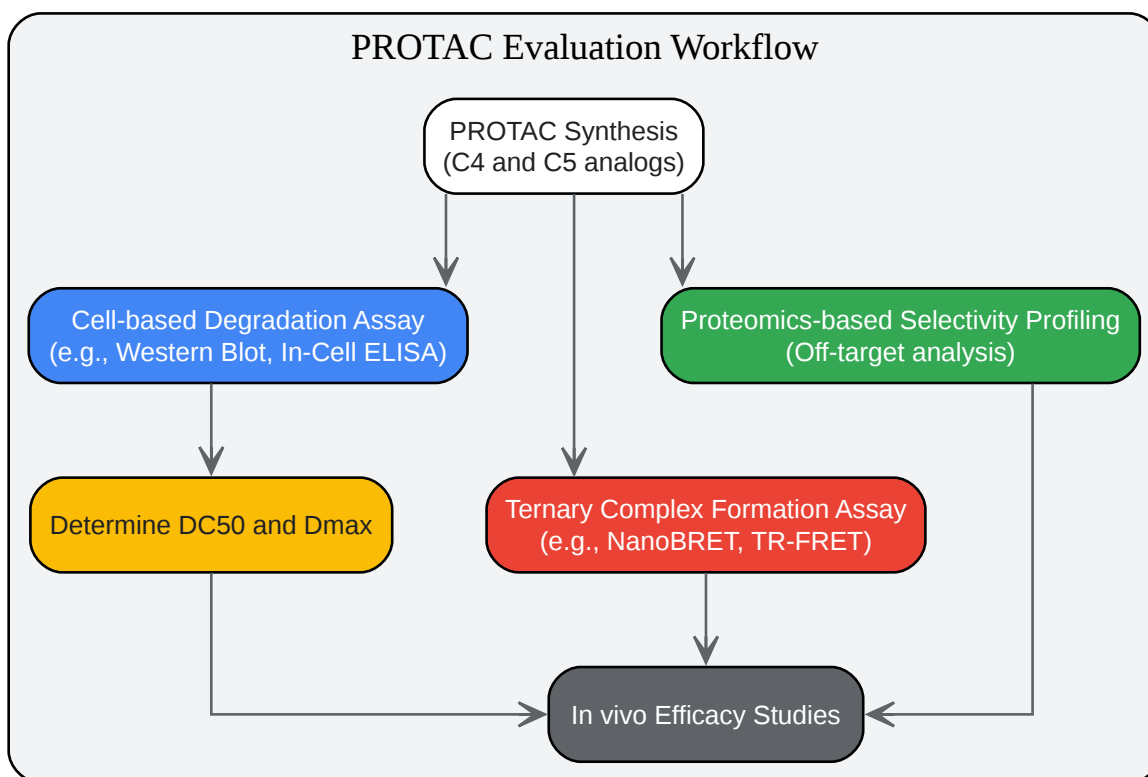 PROTAC Evaluation Workflow
PROTAC Synthesis
(C4 and C5 analogs)
Cell-based Degradation Assay
(e.g., Western Blot, In-Cell ELISA)
Proteomics-based Selectivity Profiling
(Off-target analysis)
Determine DC50 and Dmax
Ternary Complex Formation Assay
(e.g., NanoBRET, TR-FRET)
In vivo Efficacy Studies